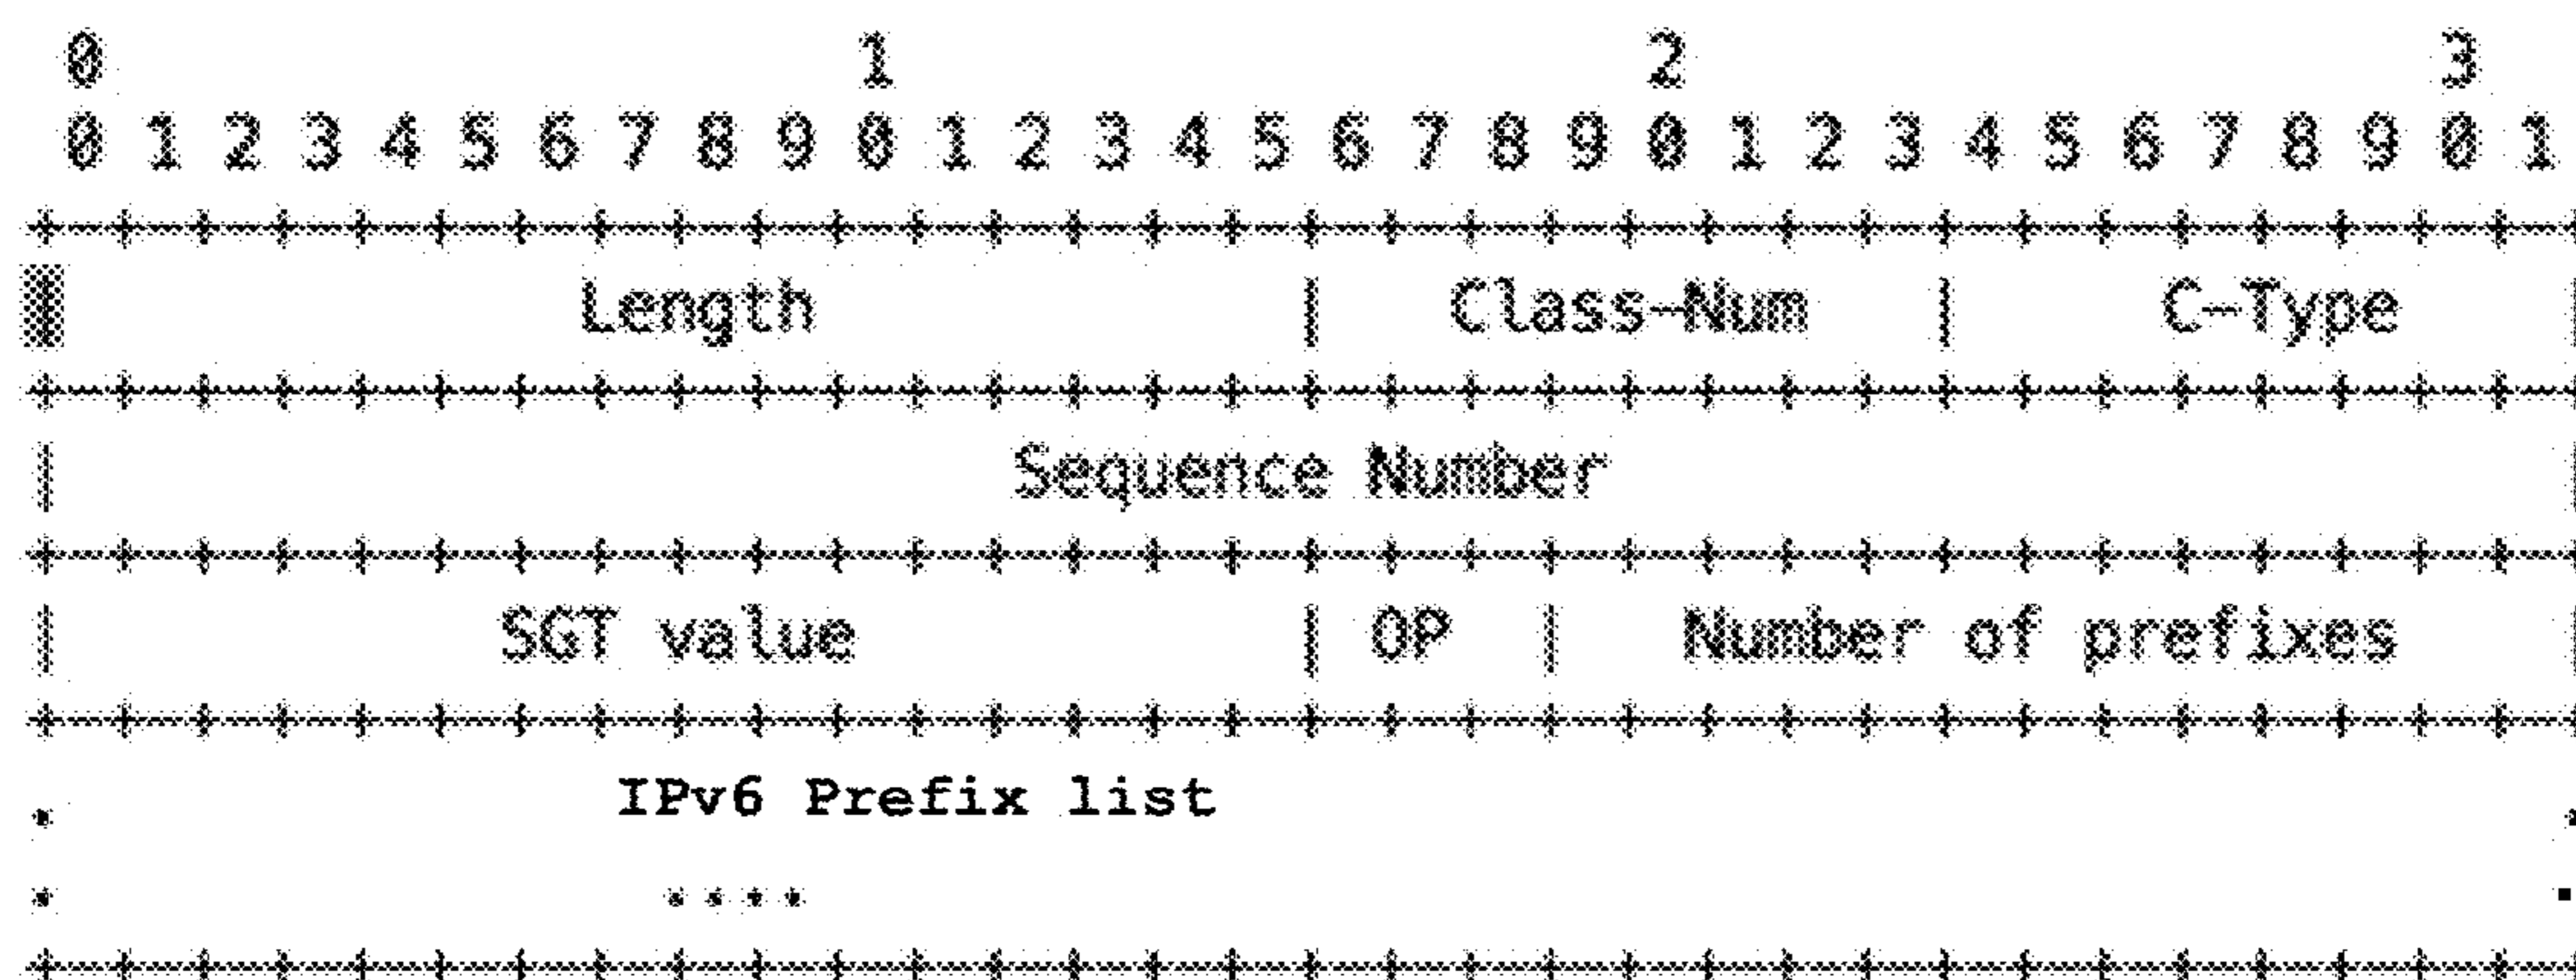 0 1 2 3
0 1 2 3 4 5 6 7 8 9 0 1 2 3 4 5 6 7 8 9 0 1 2 3 4 5 6 7 8 9 0 1
Length | Class-Num | C-Type |
| Sequence Number |
| SGT value | OP | Number of prefixes |
. IPv6 Prefix list .
. .... .